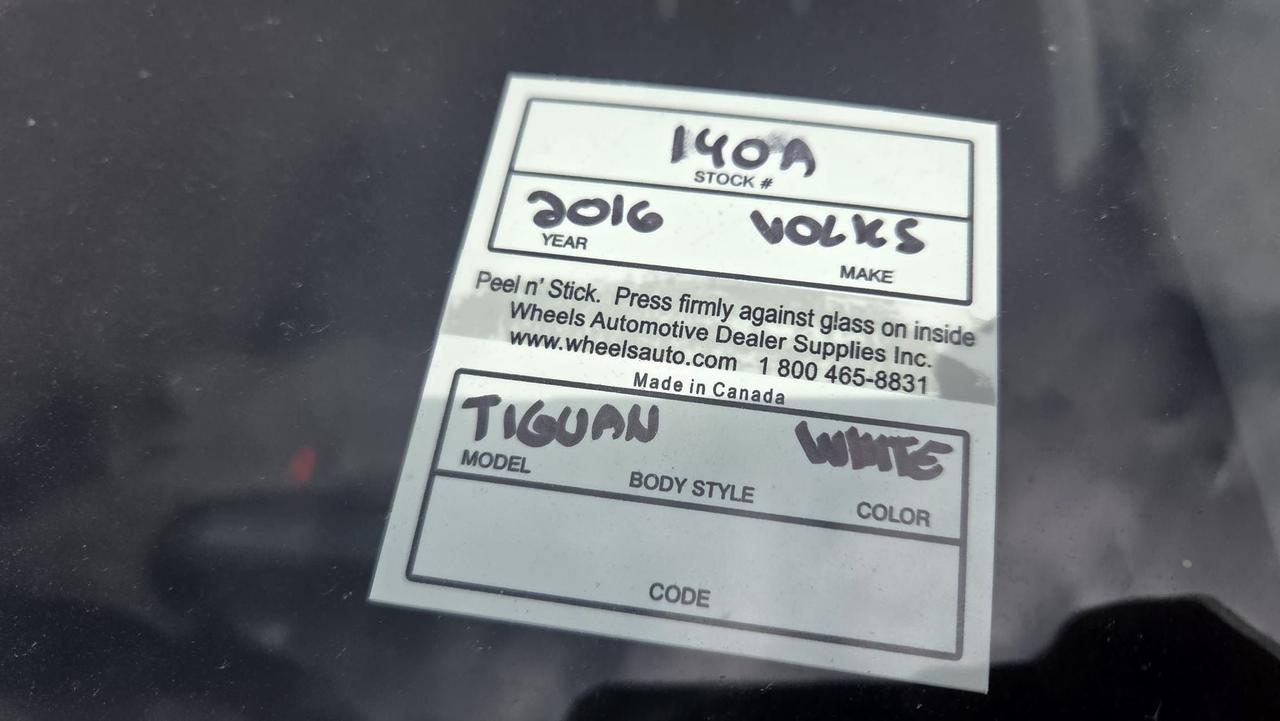 140A
STOCK #
2016 VOLKS
YEAR MAKE
Peel n' Stick. Press firmly against glass on inside
Wheels Automotive Dealer Supplies Inc.
www.wheelsauto.com 1 800 465-8831
Made in Canada
TIGUAN WHITE
MODEL BODY STYLE COLOR
CODE